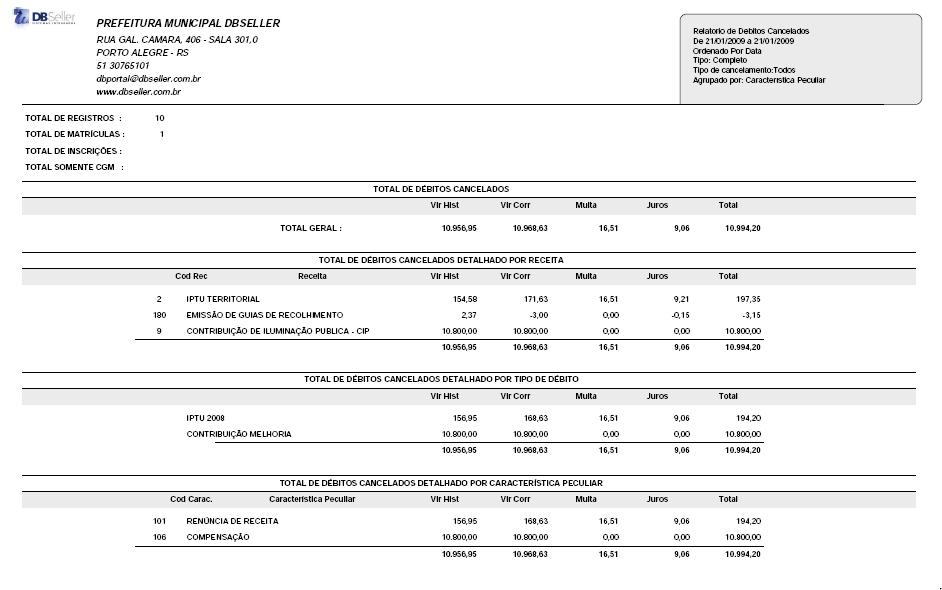 DBSeller
PREFEITURA MUNICIPAL DBSELLER
RUA GAL. CAMARA, 406 - SALA 301,0
PORTO ALEGRE - RS
51 30765101
dbportal@dbseller.com.br
www.dbseller.com.br
Relatorio de Debitos Cancelados
De 21/01/2009 a 21/01/2009
Ordenado Por Data
Tipo: Completo
Tipo de cancelamento:Todos
Agrupado por: Caracteristica Peculiar
TOTAL DE REGISTROS : 10
TOTAL DE MATRÍCULAS : 1
TOTAL DE INSCRIÇÕES :
TOTAL SOMENTE CGM :
TOTAL DE DÉBITOS CANCELADOS
Vlr Hist Vlr Corr Multa Juros Total
TOTAL GERAL : 10.956,95 10.968,63 16,51 9,06 10.994,20
TOTAL DE DÉBITOS CANCELADOS DETALHADO POR RECEITA
Cod Rec Receita Vlr Hist Vlr Corr Multa Juros Total
2 IPTU TERRITORIAL 154,58 171,63 16,51 9,21 197,35
180 EMISSÃO DE GUIAS DE RECOLHIMENTO 2,37 -3,00 0,00 -0,15 -3,15
9 CONTRIBUIÇÃO DE ILUMINAÇÃO PUBLICA - CIP 10.800,00 10.800,00 0,00 0,00 10.800,00
10.956,95 10.968,63 16,51 9,06 10.994,20
TOTAL DE DÉBITOS CANCELADOS DETALHADO POR TIPO DE DÉBITO
Vlr Hist Vlr Corr Multa Juros Total
IPTU 2008 156,95 168,63 16,51 9,06 194,20
CONTRIBUIÇÃO MELHORIA 10.800,00 10.800,00 0,00 0,00 10.800,00
10.956,95 10.968,63 16,51 9,06 10.994,20
TOTAL DE DÉBITOS CANCELADOS DETALHADO POR CARACTERÍSTICA PECULIAR
Cod Carac. Característica Peculiar Vlr Hist Vlr Corr Multa Juros Total
101 RENÚNCIA DE RECEITA 156,95 168,63 16,51 9,06 194,20
106 COMPENSAÇÃO 10.800,00 10.800,00 0,00 0,00 10.800,00
10.956,95 10.968,63 16,51 9,06 10.994,20